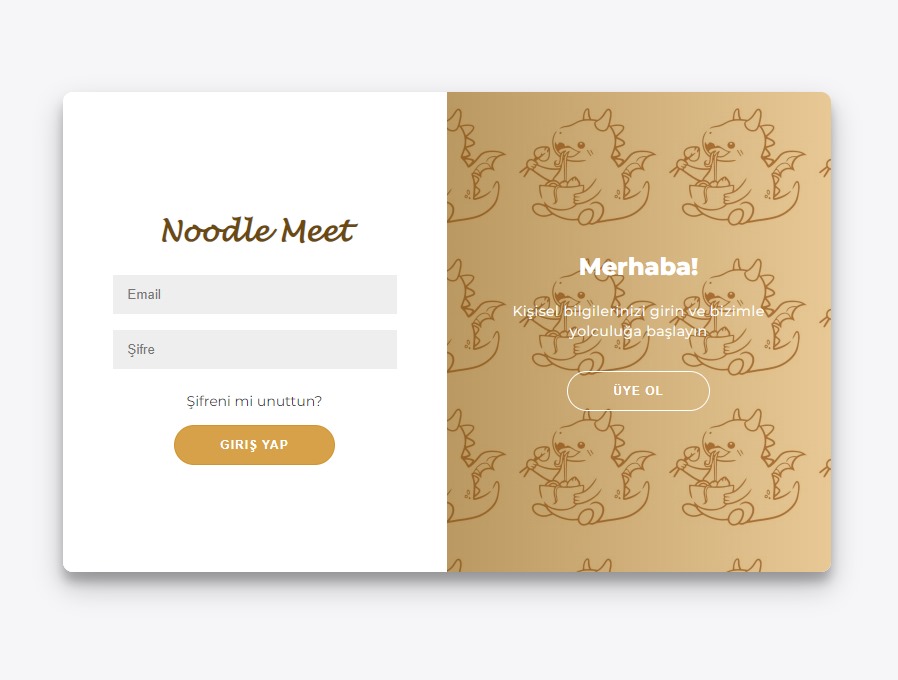 Noodle Meet
Email
Şifre
Şifreni mi unuttun?
GIRIŞ YAP
Merhaba!
Kişisel bilgilerinizi girin ve bizimle
yolculuğa başlayın
ÜYE OL